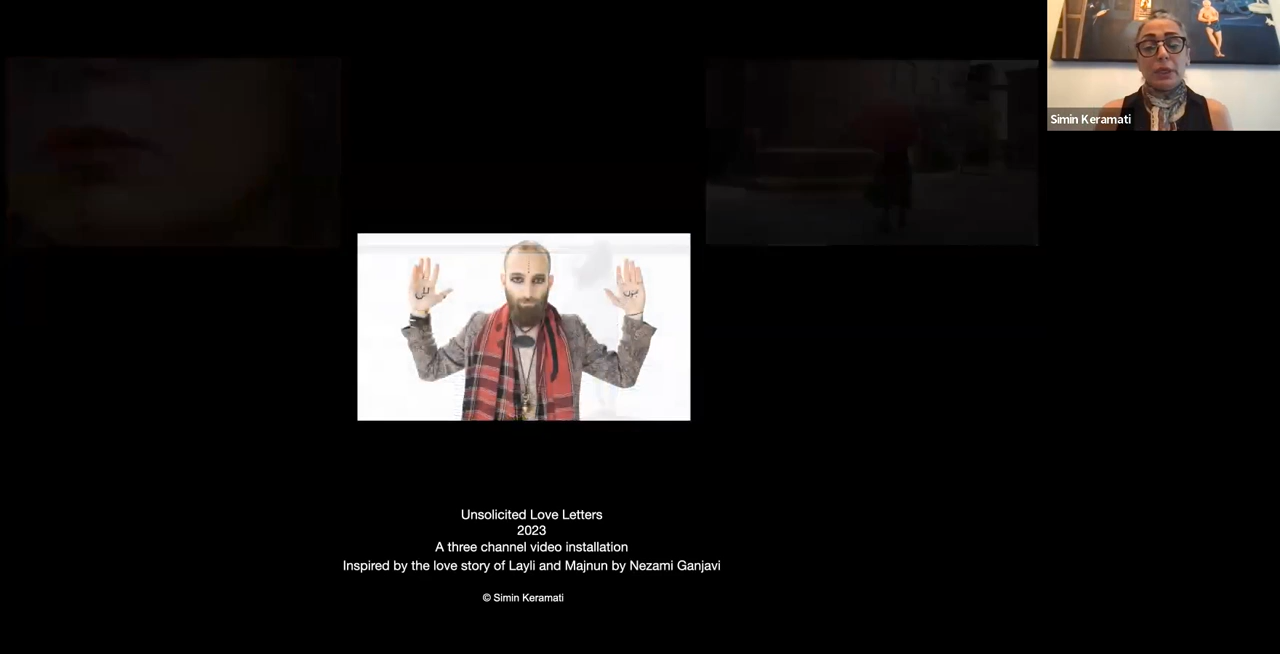 Simin Keramati
Unsolicited Love Letters
2023
A three channel video installation
Inspired by the love story of Layli and Majnun by Nezami Ganjavi
© Simin Keramati